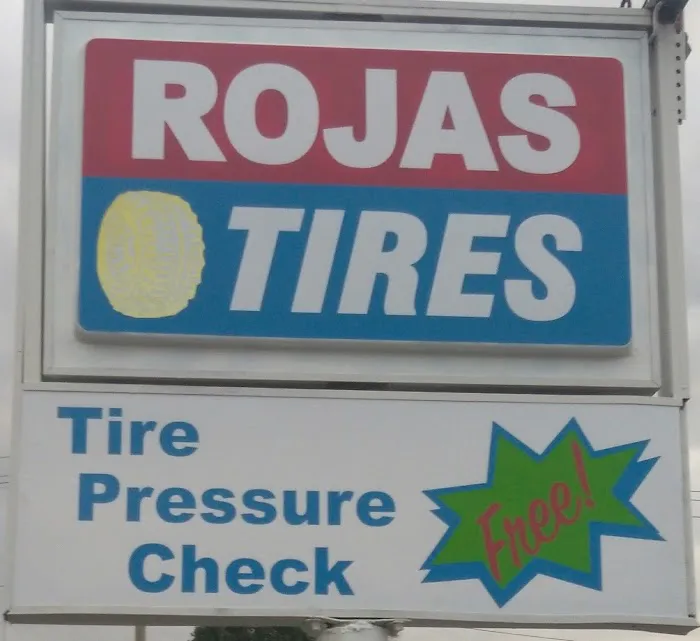 ROJAS
TIRES
Tire
Pressure
Check
Free!